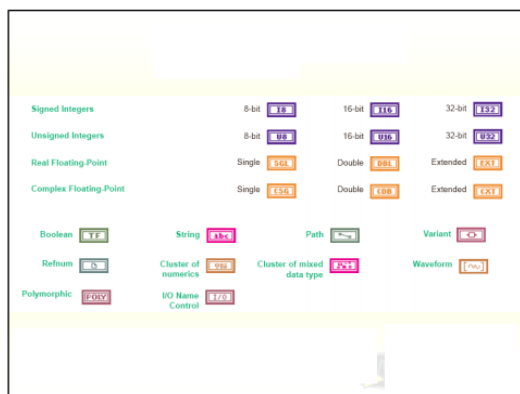 Signed Integers 8-bit I8 16-bit I16 32-bit I32
Unsigned Integers 8-bit U8 16-bit U16 32-bit U32
Real Floating-Point Single SGL Double DBL Extended EXT
Complex Floating-Point Single CSG Double CDB Extended CXT
Boolean TF String abc Path Variant
Refnum Cluster of numerics Cluster of mixed data type Waveform
Polymorphic POLY I/O Name Control I/O